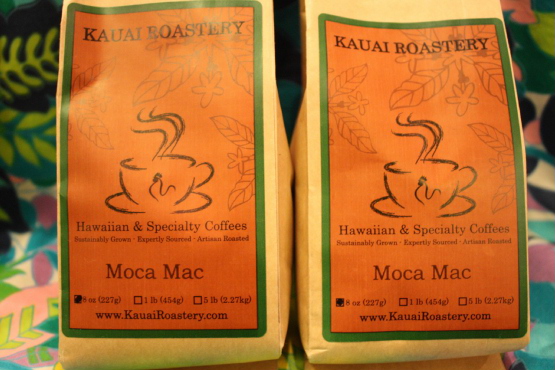 KAUAI ROASTERY
Hawaiian & Specialty Coffees
Sustainably Grown · Expertly Sourced · Artisan Roasted
Moca Mac
8 oz (227g) 1 lb (454g) 5 lb (2.27kg)
www.KauaiRoastery.com
KAUAI ROASTERY
Hawaiian & Specialty Coffees
Sustainably Grown · Expertly Sourced · Artisan Roasted
Moca Mac
8 oz (227g) 1 lb (454g) 5 lb (2.27kg)
www.KauaiRoastery.com